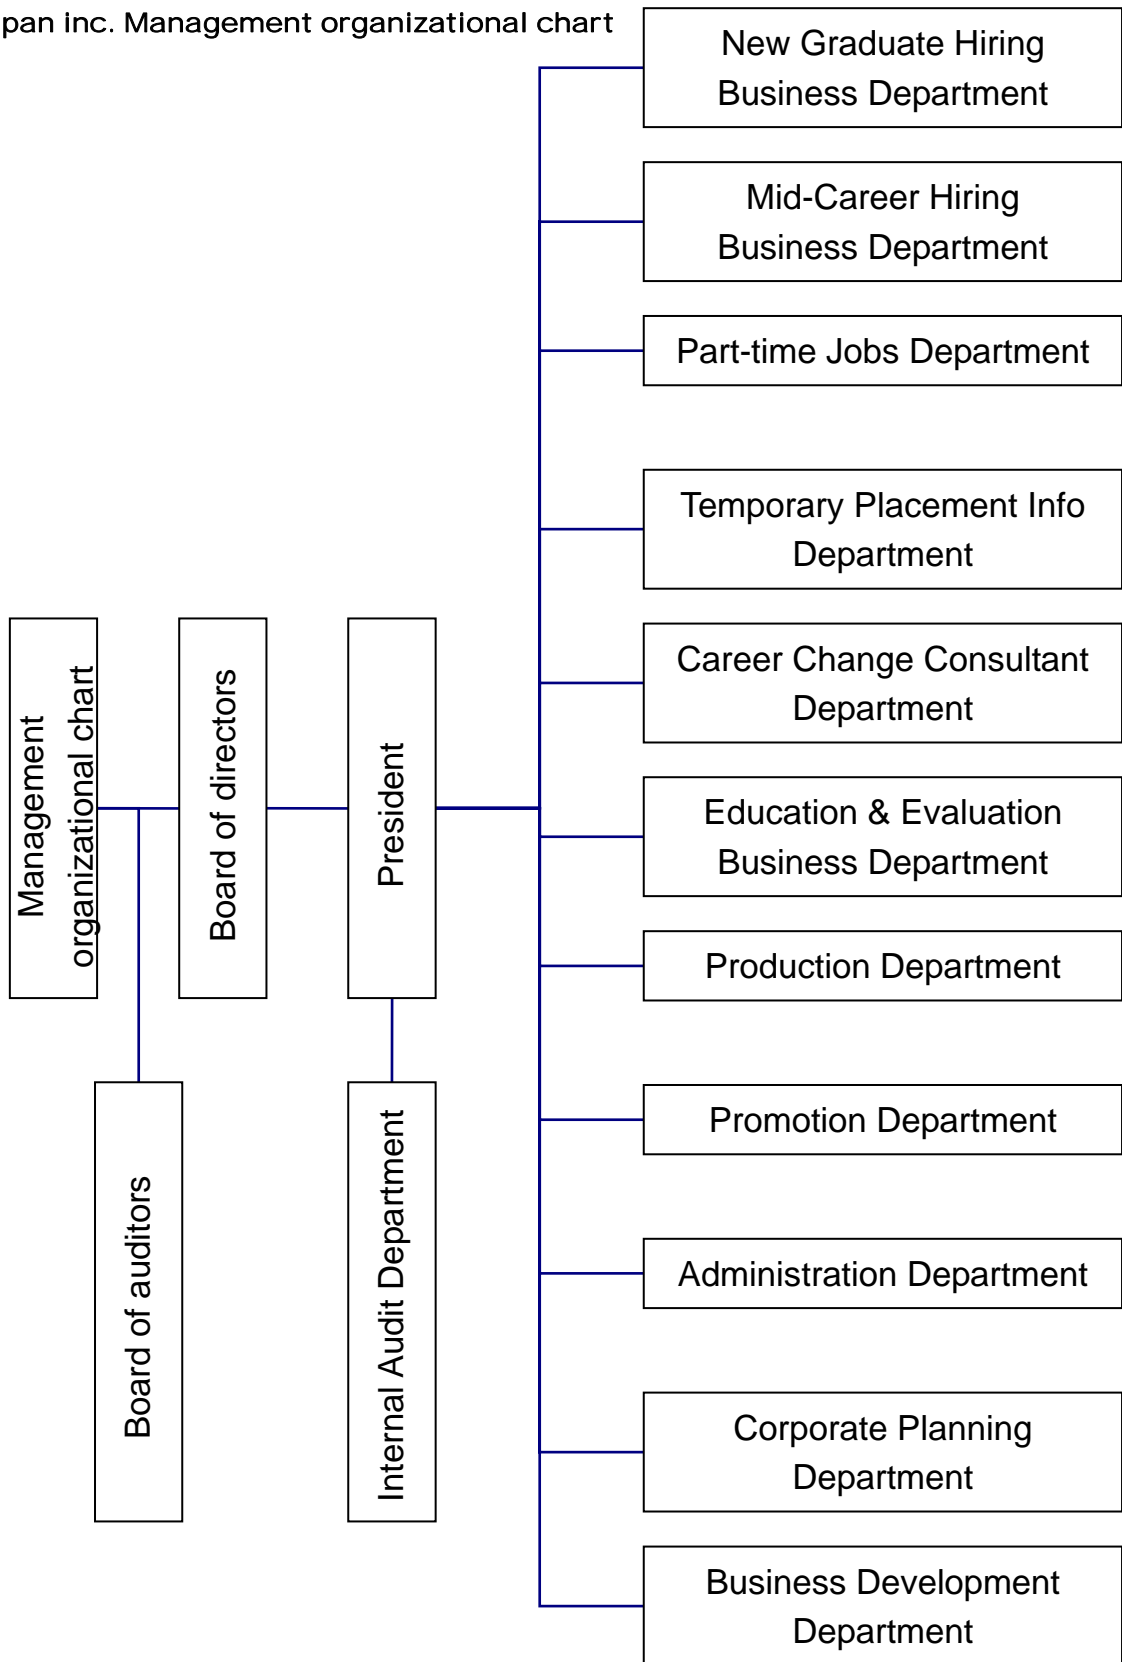 pan inc. Management organizational chart
New Graduate Hiring
Business Department
Mid-Career Hiring
Business Department
Part-time Jobs Department
Temporary Placement Info
Department
Career Change Consultant
Department
Education & Evaluation
Business Department
Production Department
Promotion Department
Administration Department
Corporate Planning
Department
Business Development
Department
Management
organizational chart
Board of directors
President
Board of auditors
Internal Audit Department